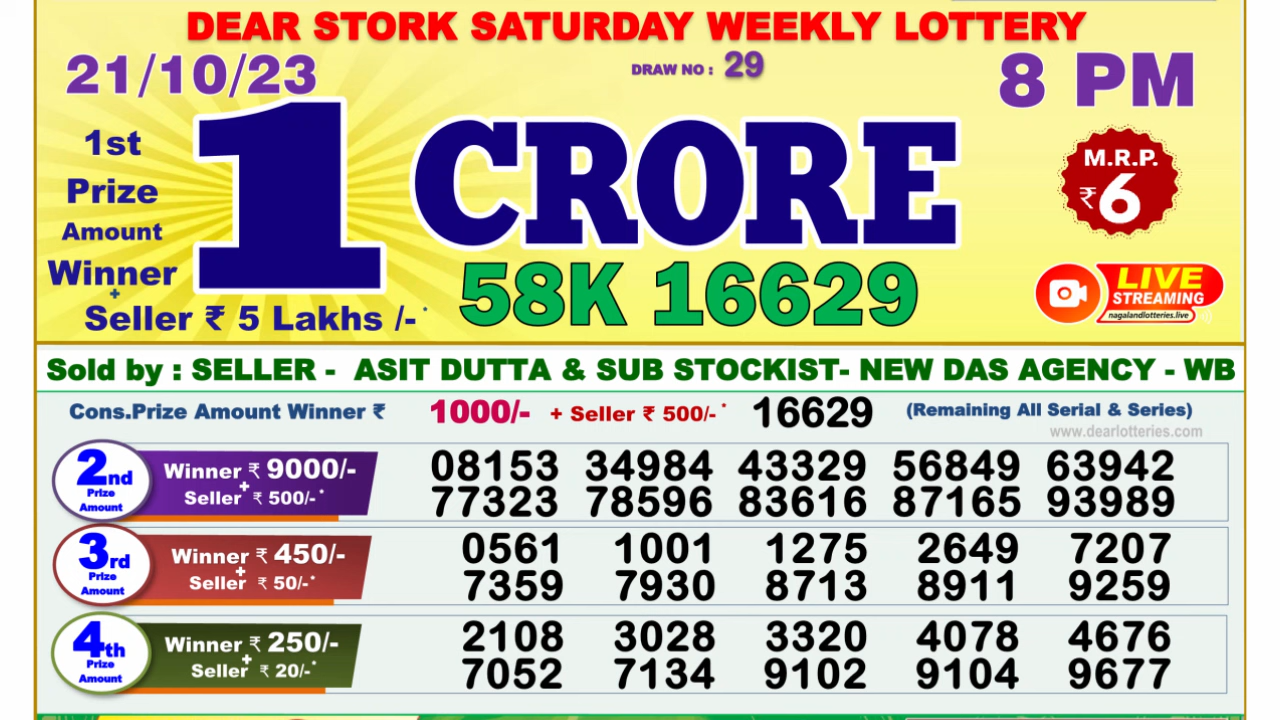 DEAR STORK SATURDAY WEEKLY LOTTERY
21/10/23
DRAW NO : 29
8 PM
1st
Prize
Amount
Winner
+
Seller ₹ 5 Lakhs /-*
1 CRORE
58K 16629
M.R.P.
₹6
LIVE
STREAMING
nagalandlotteries.live
Sold by : SELLER - ASIT DUTTA & SUB STOCKIST- NEW DAS AGENCY - WB
Cons.Prize Amount Winner ₹ 1000/- + Seller ₹ 500/-* 16629 (Remaining All Serial & Series)
www.dearlotteries.com
2nd
Prize
Amount
Winner ₹ 9000/-
+
Seller ₹ 500/-*
08153 34984 43329 56849 63942
77323 78596 83616 87165 93989
3rd
Prize
Amount
Winner ₹ 450/-
+
Seller ₹ 50/-*
0561 1001 1275 2649 7207
7359 7930 8713 8911 9259
4th
Prize
Amount
Winner ₹ 250/-
+
Seller ₹ 20/-*
2108 3028 3320 4078 4676
7052 7134 9102 9104 9677